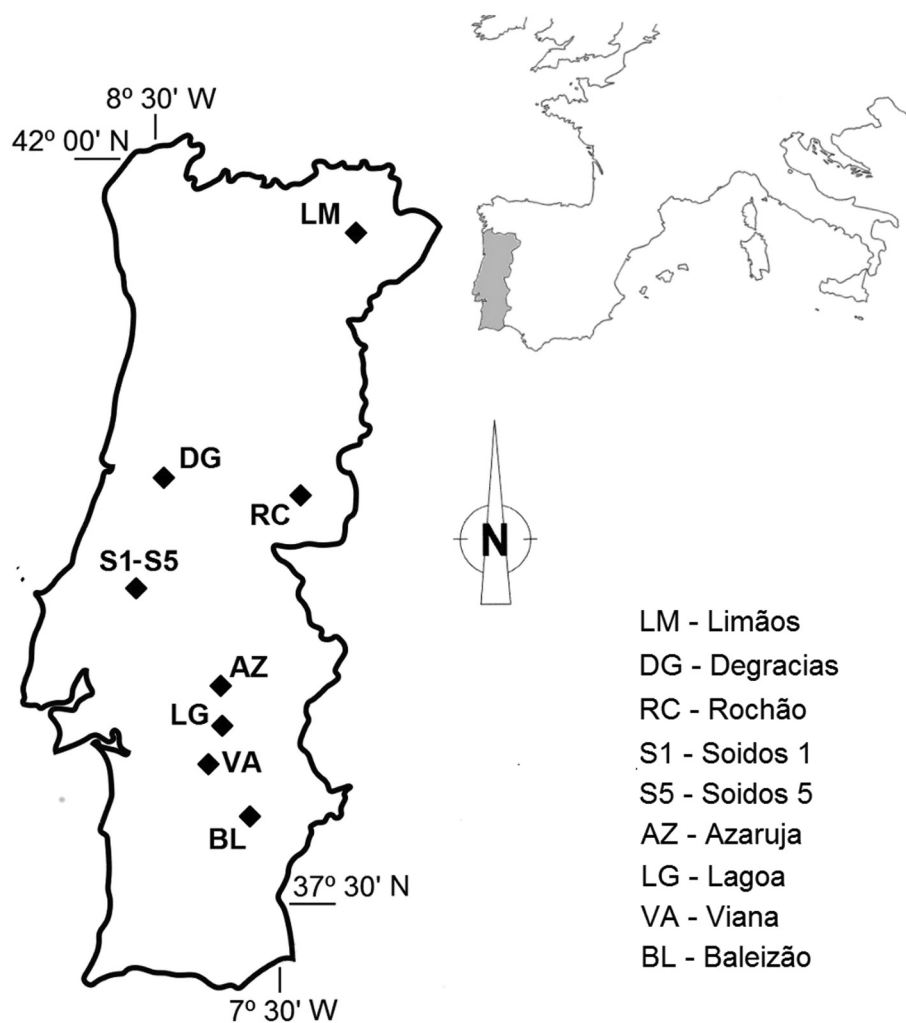 8º 30' W
42º 00' N
LM
DG
RC
S1-S5
AZ
LG
VA
BL
37º 30' N
7º 30' W
N
LM - Limãos
DG - Degracias
RC - Rochão
S1 - Soidos 1
S5 - Soidos 5
AZ - Azaruja
LG - Lagoa
VA - Viana
BL - Baleizão